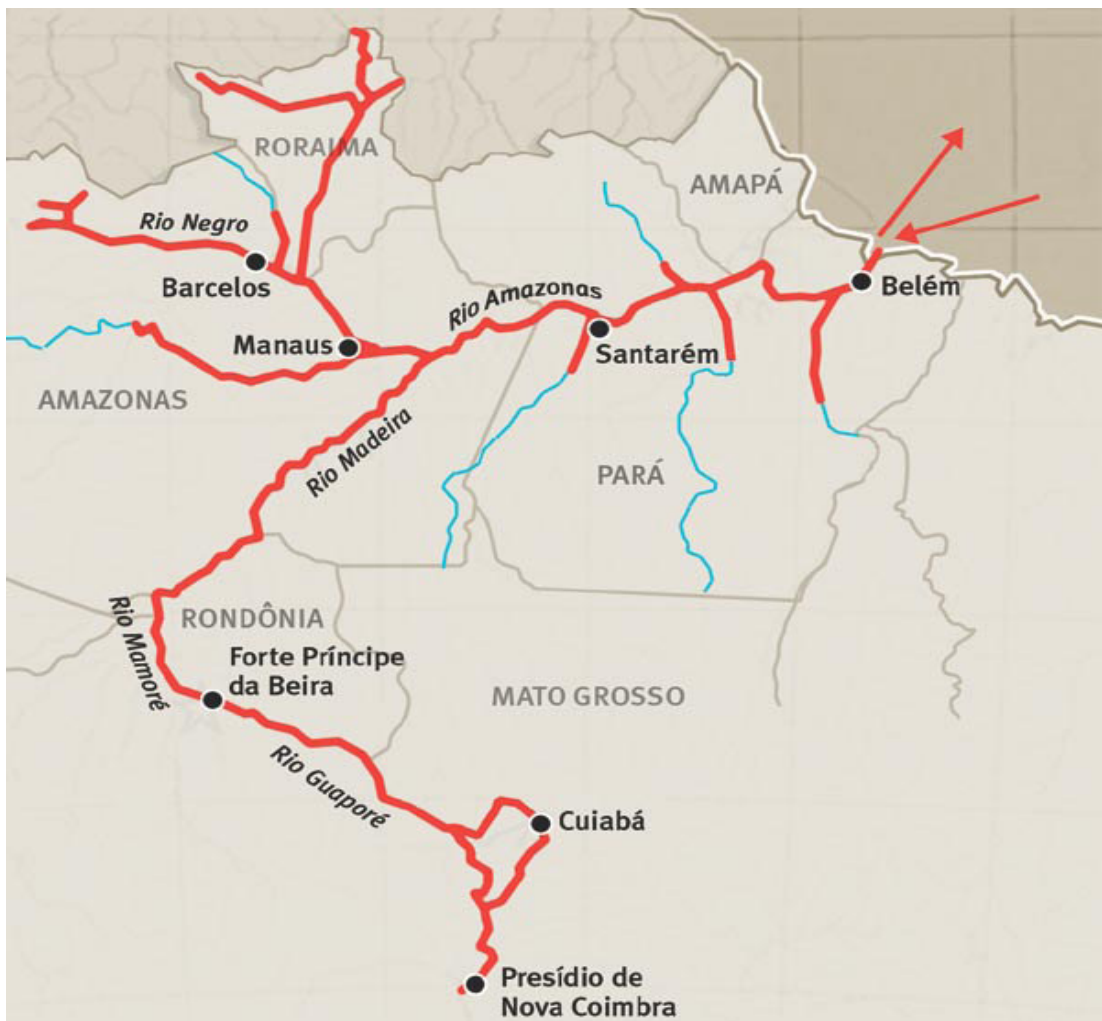 RORAIMA
AMAPÁ
Rio Negro
Barcelos
Rio Amazonas
Belém
Manaus
Santarém
AMAZONAS
Rio Madeira
PARÁ
Rio Mamoré
RONDÔNIA
Forte Príncipe
da Beira
MATO GROSSO
Rio Guaporé
Cuiabá
Presídio de
Nova Coimbra